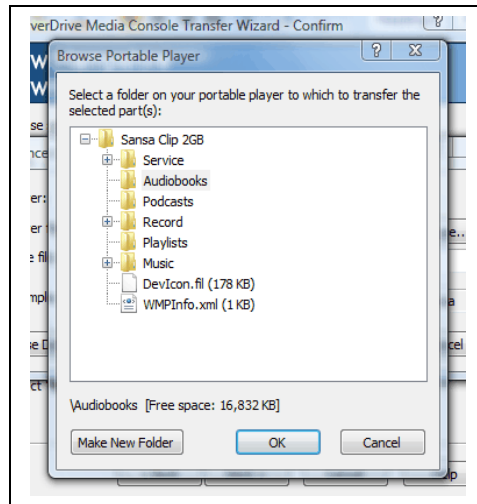 verDrive Media Console Transfer Wizard - Confirm
Browse Portable Player
Select a folder on your portable player to which to transfer the
selected part(s):
Sansa Clip 2GB
Service
Audiobooks
Podcasts
Record
Playlists
Music
DevIcon.fil (178 KB)
WMPInfo.xml (1 KB)
\Audiobooks [Free space: 16,832 KB]
Make New Folder OK Cancel